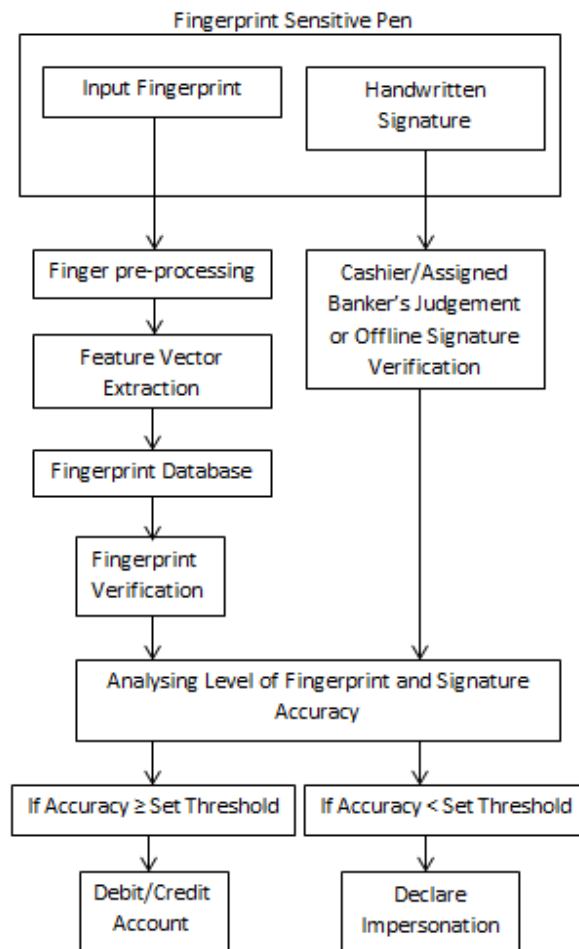 Fingerprint Sensitive Pen
Input Fingerprint
Handwritten
Signature
Finger pre-processing
Cashier/Assigned
Banker's Judgement
or Offline Signature
Verification
Feature Vector
Extraction
Fingerprint Database
Fingerprint
Verification
Analysing Level of Fingerprint and Signature
Accuracy
If Accuracy ≥ Set Threshold
If Accuracy < Set Threshold
Debit/Credit
Account
Declare
Impersonation